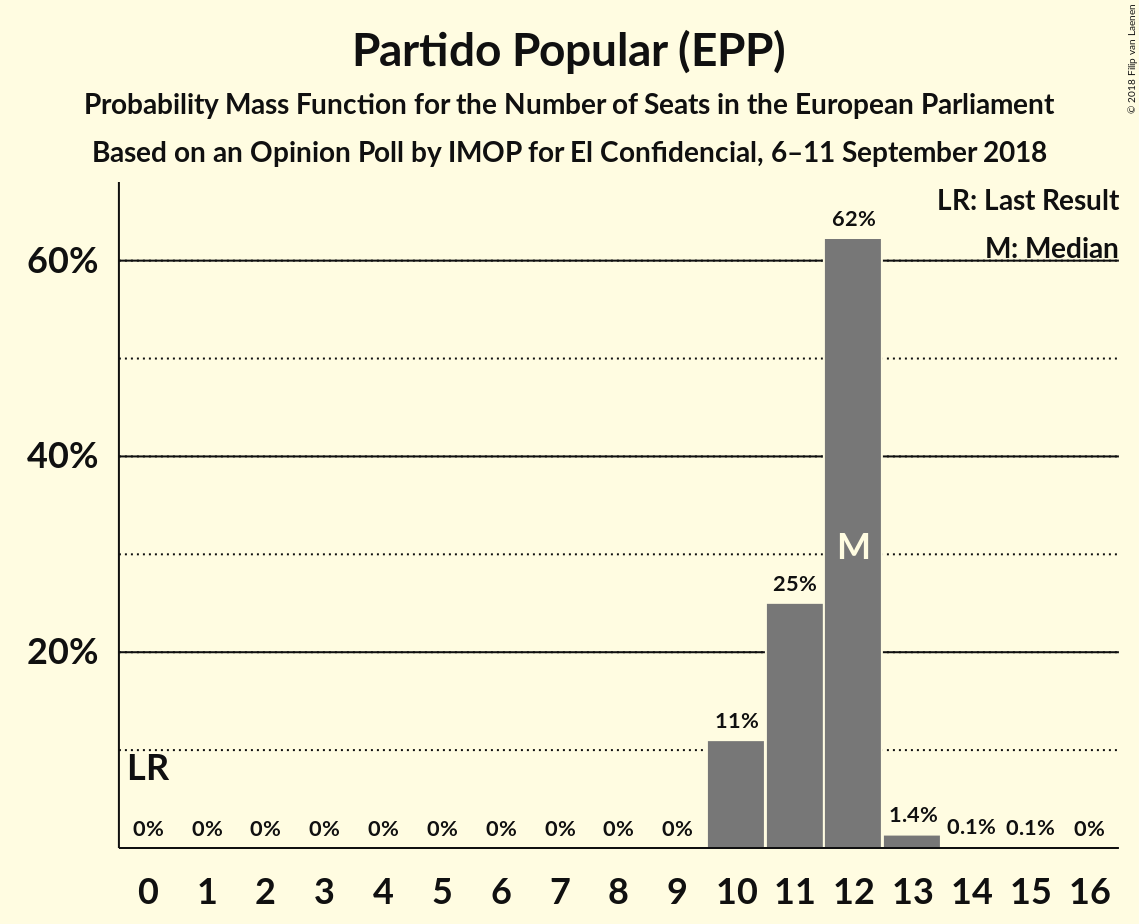 Partido Popular (EPP)
Probability Mass Function for the Number of Seats in the European Parliament
Based on an Opinion Poll by IMOP for El Confidencial, 6–11 September 2018
© 2018 Filip van Laenen
LR: Last Result
M: Median
60%
40%
20%
62%
M
25%
11%
LR
0% 0% 0% 0% 0% 0% 0% 0% 0% 0% 1.4% 0.1% 0.1% 0%
0 1 2 3 4 5 6 7 8 9 10 11 12 13 14 15 16